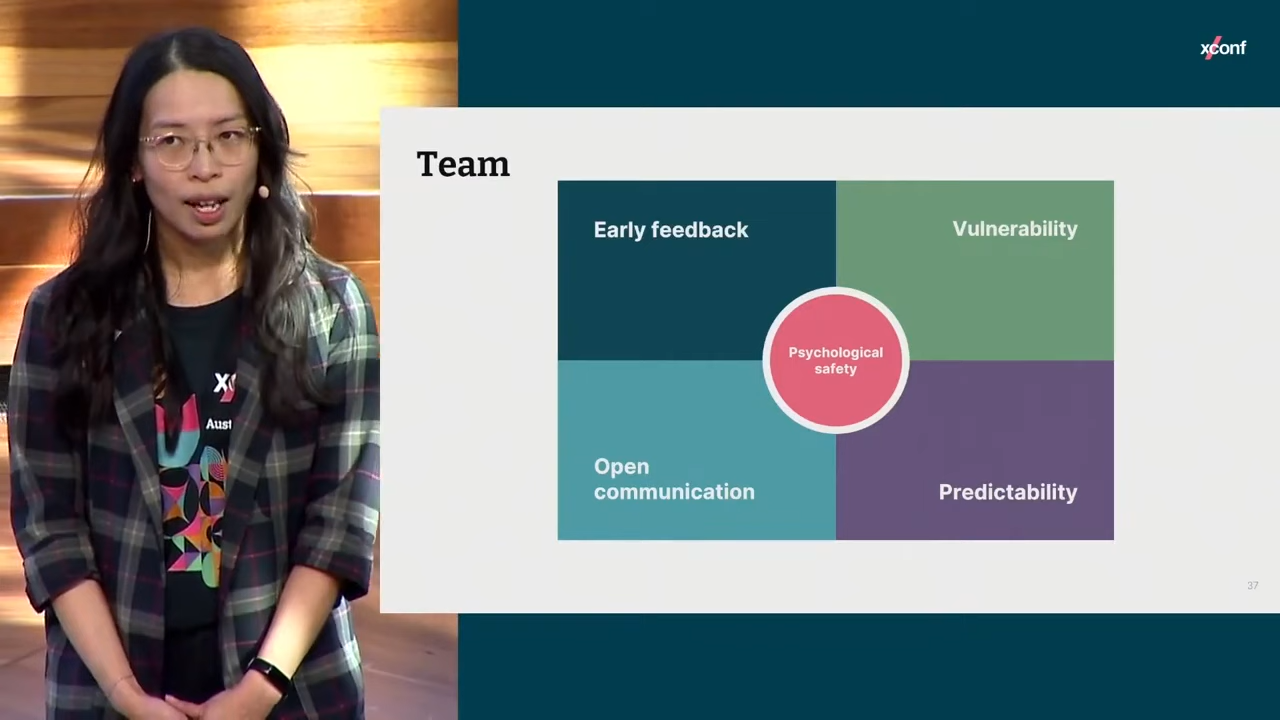 xconf
Team
Early feedback
Vulnerability
Psychological
safety
Open
communication
Predictability
37
Aust